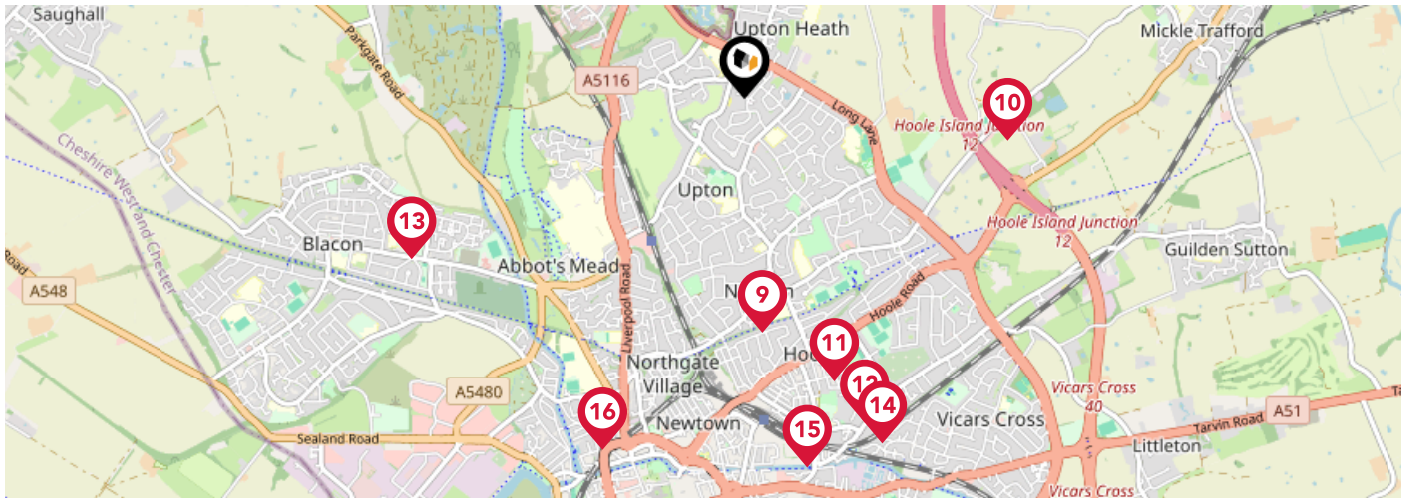 Saughall
Upton Heath
Mickle Trafford
Parkgate Road
A5116
Long Lane
10
Hoole Island Junction
12
Cheshire West and Chester
Upton
13
Blacon
Abbot's Mead
Hoole Island Junction
12
Guilden Sutton
Road
A548
Liverpool Road
9
Hoole Road
11
Northgate
Village
12
14
Vicars Cross
40
A5480
16
Newtown
15
Vicars Cross
A51
Tarvin Road
Sealand Road
Littleton
Vicars Cross